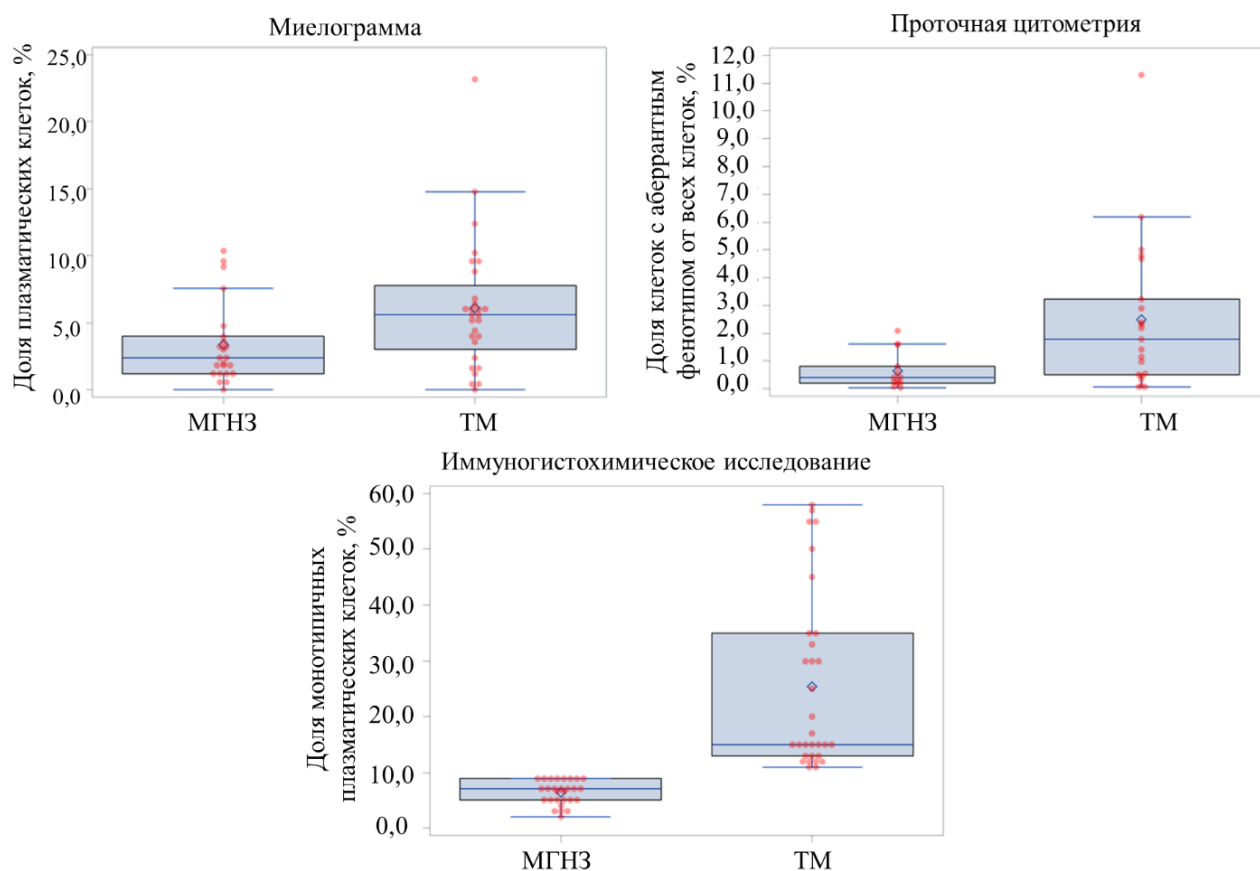 Миелограмма
Доля плазматических клеток, %
25,0
20,0
15,0
10,0
5,0
0,0
МГНЗ
ТМ
Проточная цитометрия
Доля клеток с аберрантным
фенотипом от всех клеток, %
12,0
11,0
10,0
9,0
8,0
7,0
6,0
5,0
4,0
3,0
2,0
1,0
0,0
МГНЗ
ТМ
Иммуногистохимическое исследование
Доля монотипичных
плазматических клеток, %
60,0
50,0
40,0
30,0
20,0
10,0
0,0
МГНЗ
ТМ